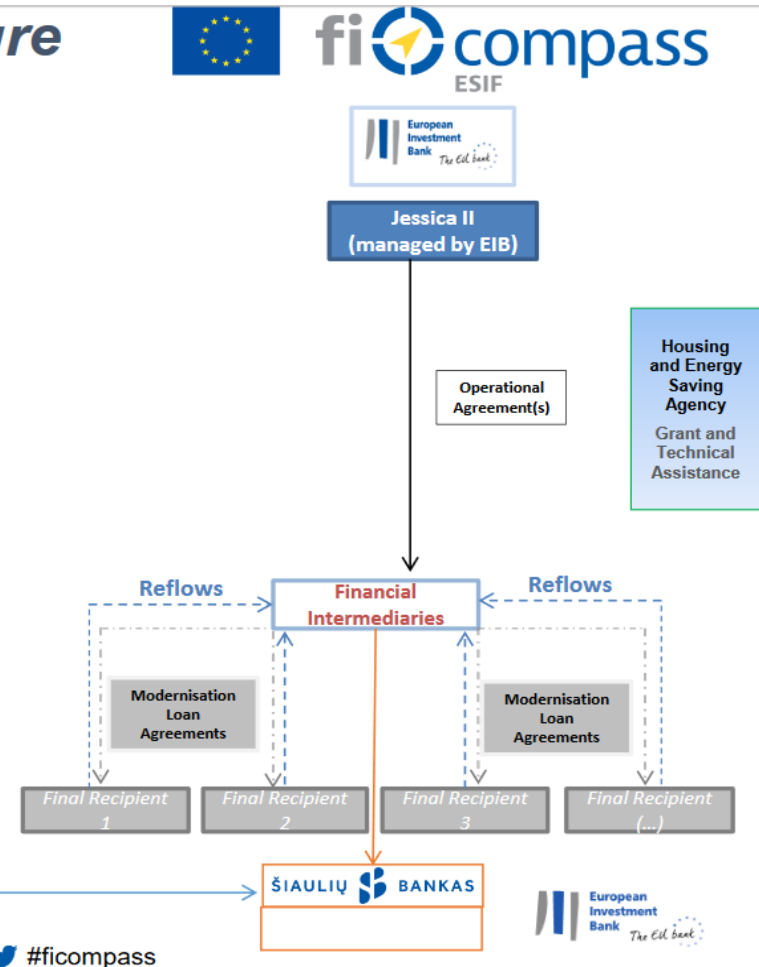 ure
fi compass
ESIF
European
Investment
Bank The EU bank
Jessica II
(managed by EIB)
Operational
Agreement(s)
Housing
and Energy
Saving
Agency
Grant and
Technical
Assistance
Reflows
Financial
Intermediaries
Reflows
Modernisation
Loan
Agreements
Modernisation
Loan
Agreements
Final Recipient
1
Final Recipient
2
Final Recipient
3
Final Recipient
(...)
ŠIAULIŲ BANKAS
European
Investment
Bank The EU bank
#ficompass